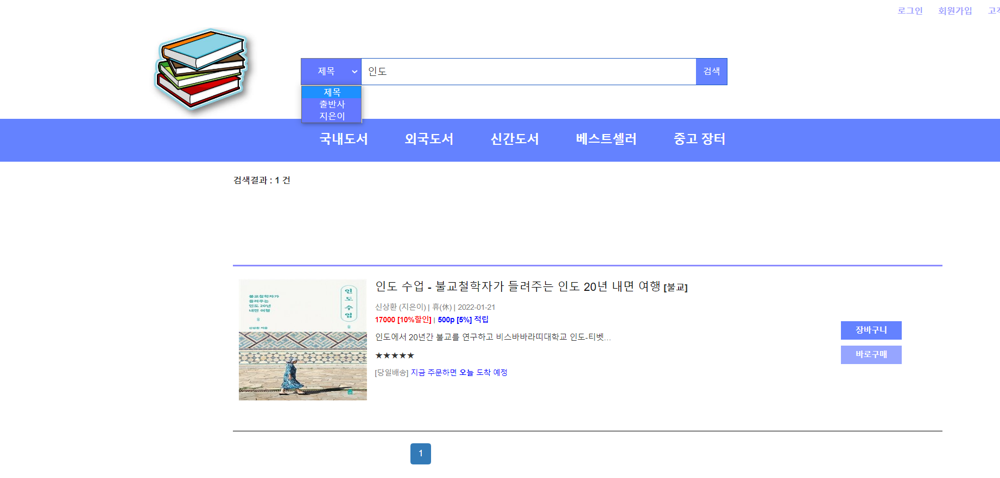 로그인 회원가입
제목 인도 검색
제목
출반사
지은이
국내도서 외국도서 신간도서 베스트셀러 중고 장터
검색결과 : 1 건
인도 수업 - 불교철학자가 들려주는 인도 20년 내면 여행 [불교]
신상환 (지은이) | 휴(休) | 2022-01-21
17000 [10%할인] | 500p [5%] 적립
인도에서 20년간 불교를 연구하고 비스바바라띠대학교 인도-티벳...
★★★★★
[당일배송] 지금 주문하면 오늘 도착 예정
장바구니
바로구매
불교철학자가
들려주는
인도 20년
내면 여행
신상환 지음
인도수업
1